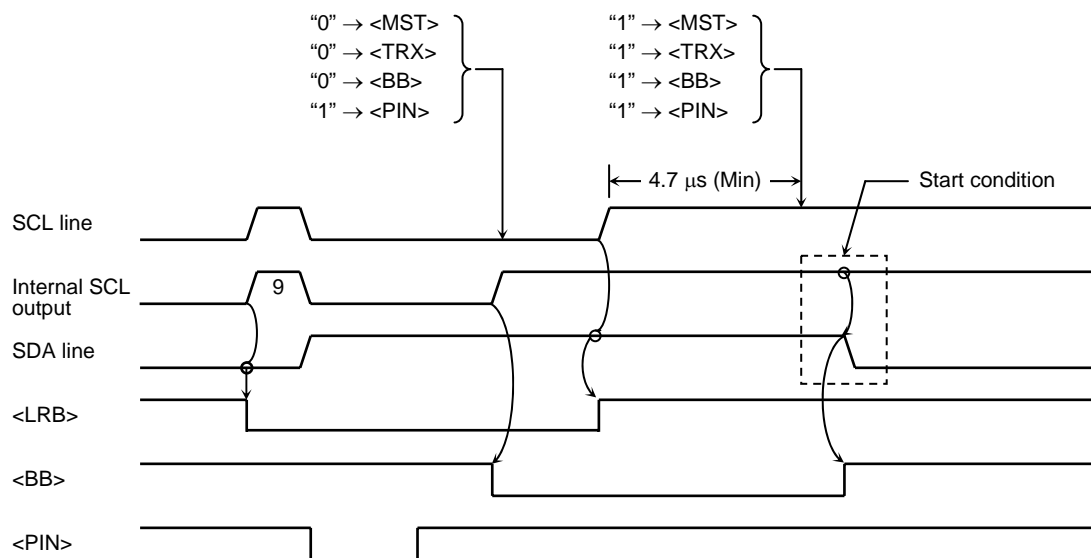 “0” → <MST>
“0” → <TRX>
“0” → <BB>
“1” → <PIN>
“1” → <MST>
“1” → <TRX>
“1” → <BB>
“1” → <PIN>
4.7 μs (Min)
Start condition
SCL line
Internal SCL
output
9
SDA line
<LRB>
<BB>
<PIN>